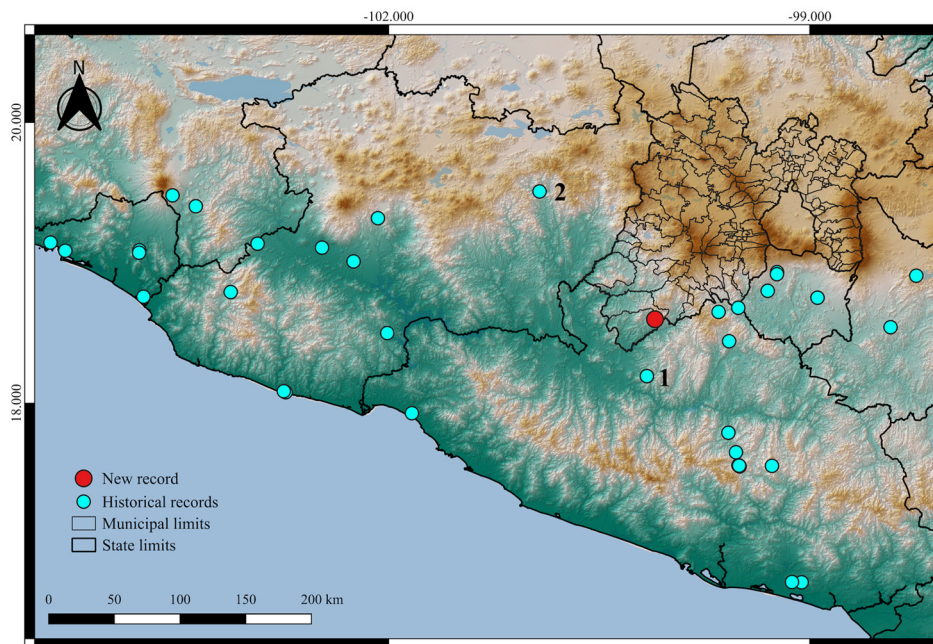 -102.000
-99.000
N
20.000
2
1
18.000
New record
Historical records
Municipal limits
State limits
0 50 100 150 200 km